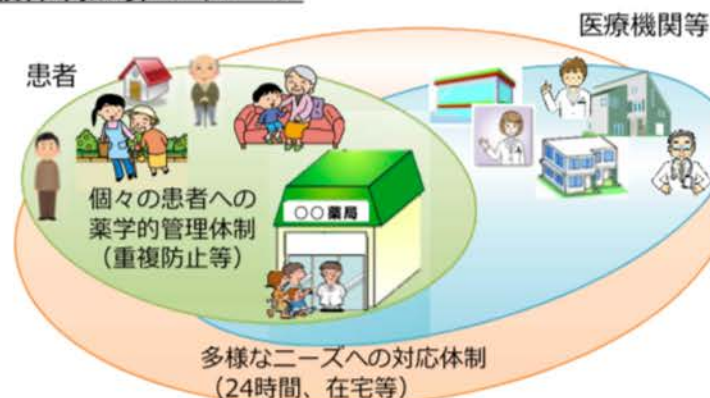 医療機関等
患者
個々の患者への
薬学的管理体制
（重複防止等）
○○薬局
多様なニーズへの対応体制
（24時間、在宅等）